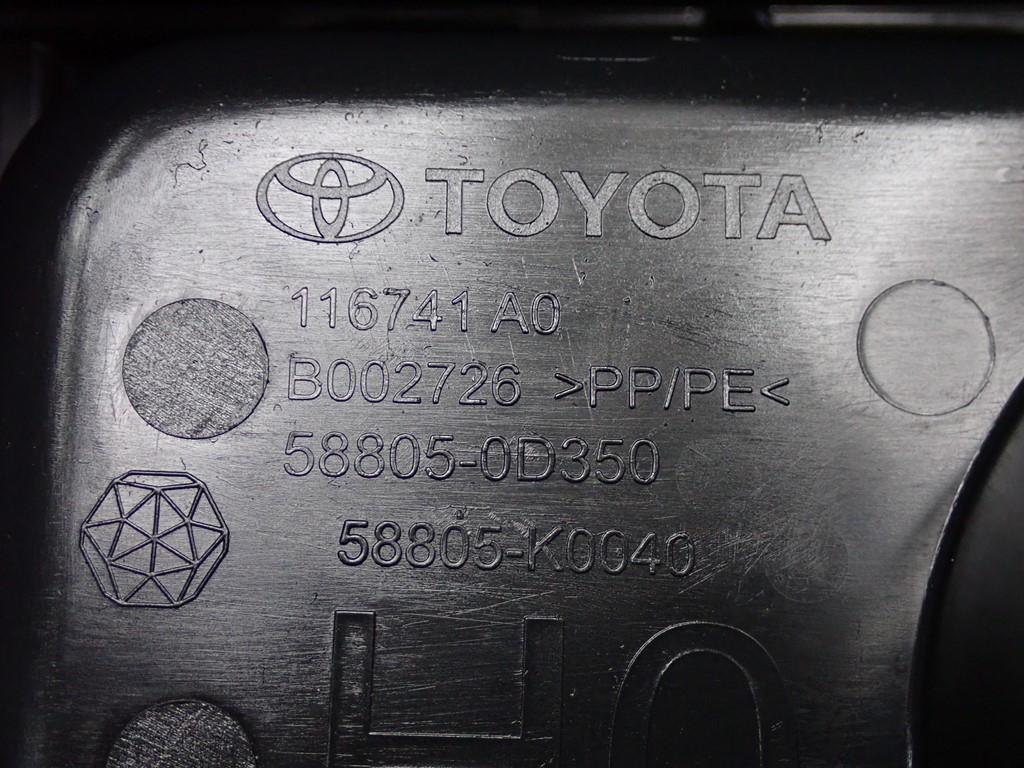 TOYOTA
116741 A0
B002726 >PP/PE<
58805-0D350
58805-K0040